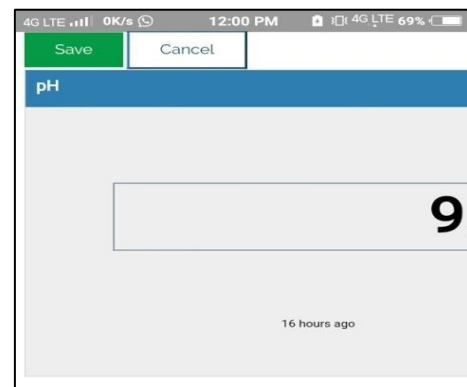 4G LTE 0K/s 12:00 PM 4G LTE 69%
Save Cancel
pH
9
16 hours ago